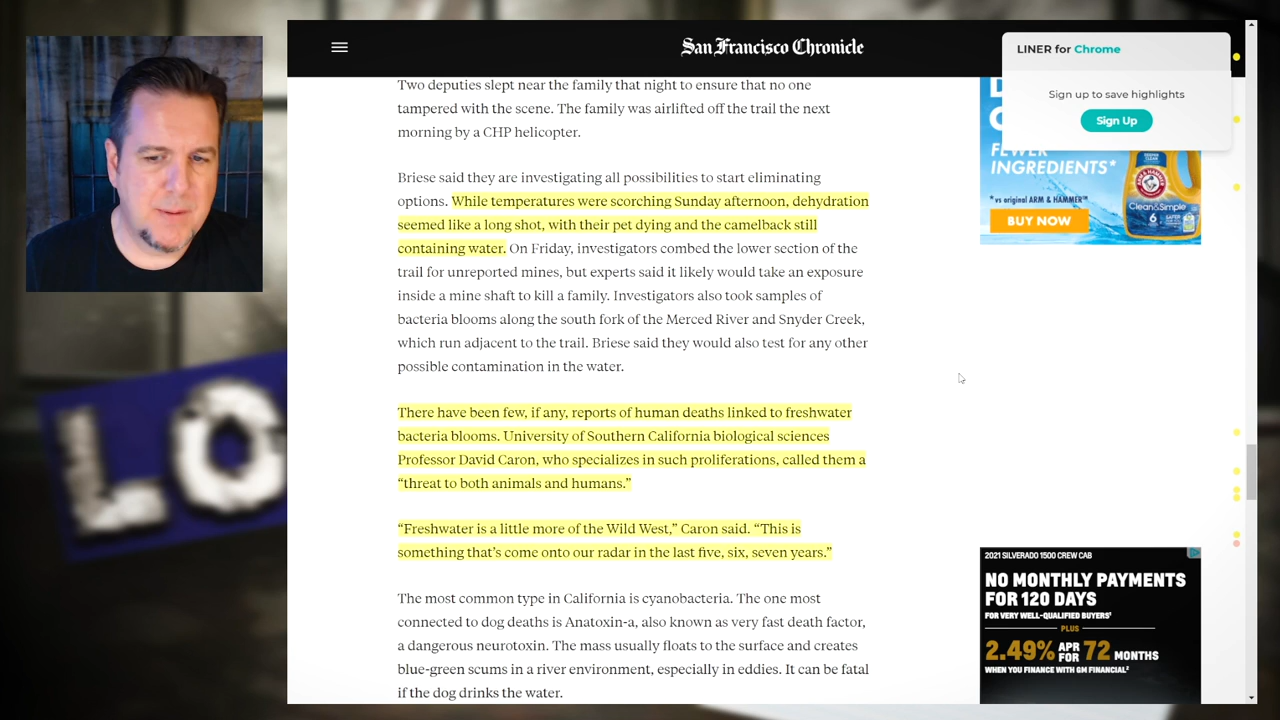 San Francisco Chronicle
LINER for Chrome
Sign up to save highlights
Sign Up
Two deputies slept near the family that night to ensure that no one
tampered with the scene. The family was airlifted off the trail the next
morning by a CHP helicopter.
Briese said they are investigating all possibilities to start eliminating
options. While temperatures were scorching Sunday afternoon, dehydration
seemed like a long shot, with their pet dying and the camelback still
containing water. On Friday, investigators combed the lower section of the
trail for unreported mines, but experts said it likely would take an exposure
inside a mine shaft to kill a family. Investigators also took samples of
bacteria blooms along the south fork of the Merced River and Snyder Creek,
which run adjacent to the trail. Briese said they would also test for any other
possible contamination in the water.
There have been few, if any, reports of human deaths linked to freshwater
bacteria blooms. University of Southern California biological sciences
Professor David Caron, who specializes in such proliferations, called them a
“threat to both animals and humans.”
“Freshwater is a little more of the Wild West,” Caron said. “This is
something that’s come onto our radar in the last five, six, seven years.”
The most common type in California is cyanobacteria. The one most
connected to dog deaths is Anatoxin-a, also known as very fast death factor,
a dangerous neurotoxin. The mass usually floats to the surface and creates
blue-green scums in a river environment, especially in eddies. It can be fatal
if the dog drinks the water.
FEWER
INGREDIENTS*
* vs original ARM & HAMMER™
BUY NOW
ARM & HAMMER
Clean&Simple
6
2021 SILVERADO 1500 CREW CAB
NO MONTHLY PAYMENTS
FOR 120 DAYS
FOR VERY WELL-QUALIFIED BUYERS¹
PLUS
2.49% APR FOR 72 MONTHS
WHEN YOU FINANCE WITH GM FINANCIAL²
LO